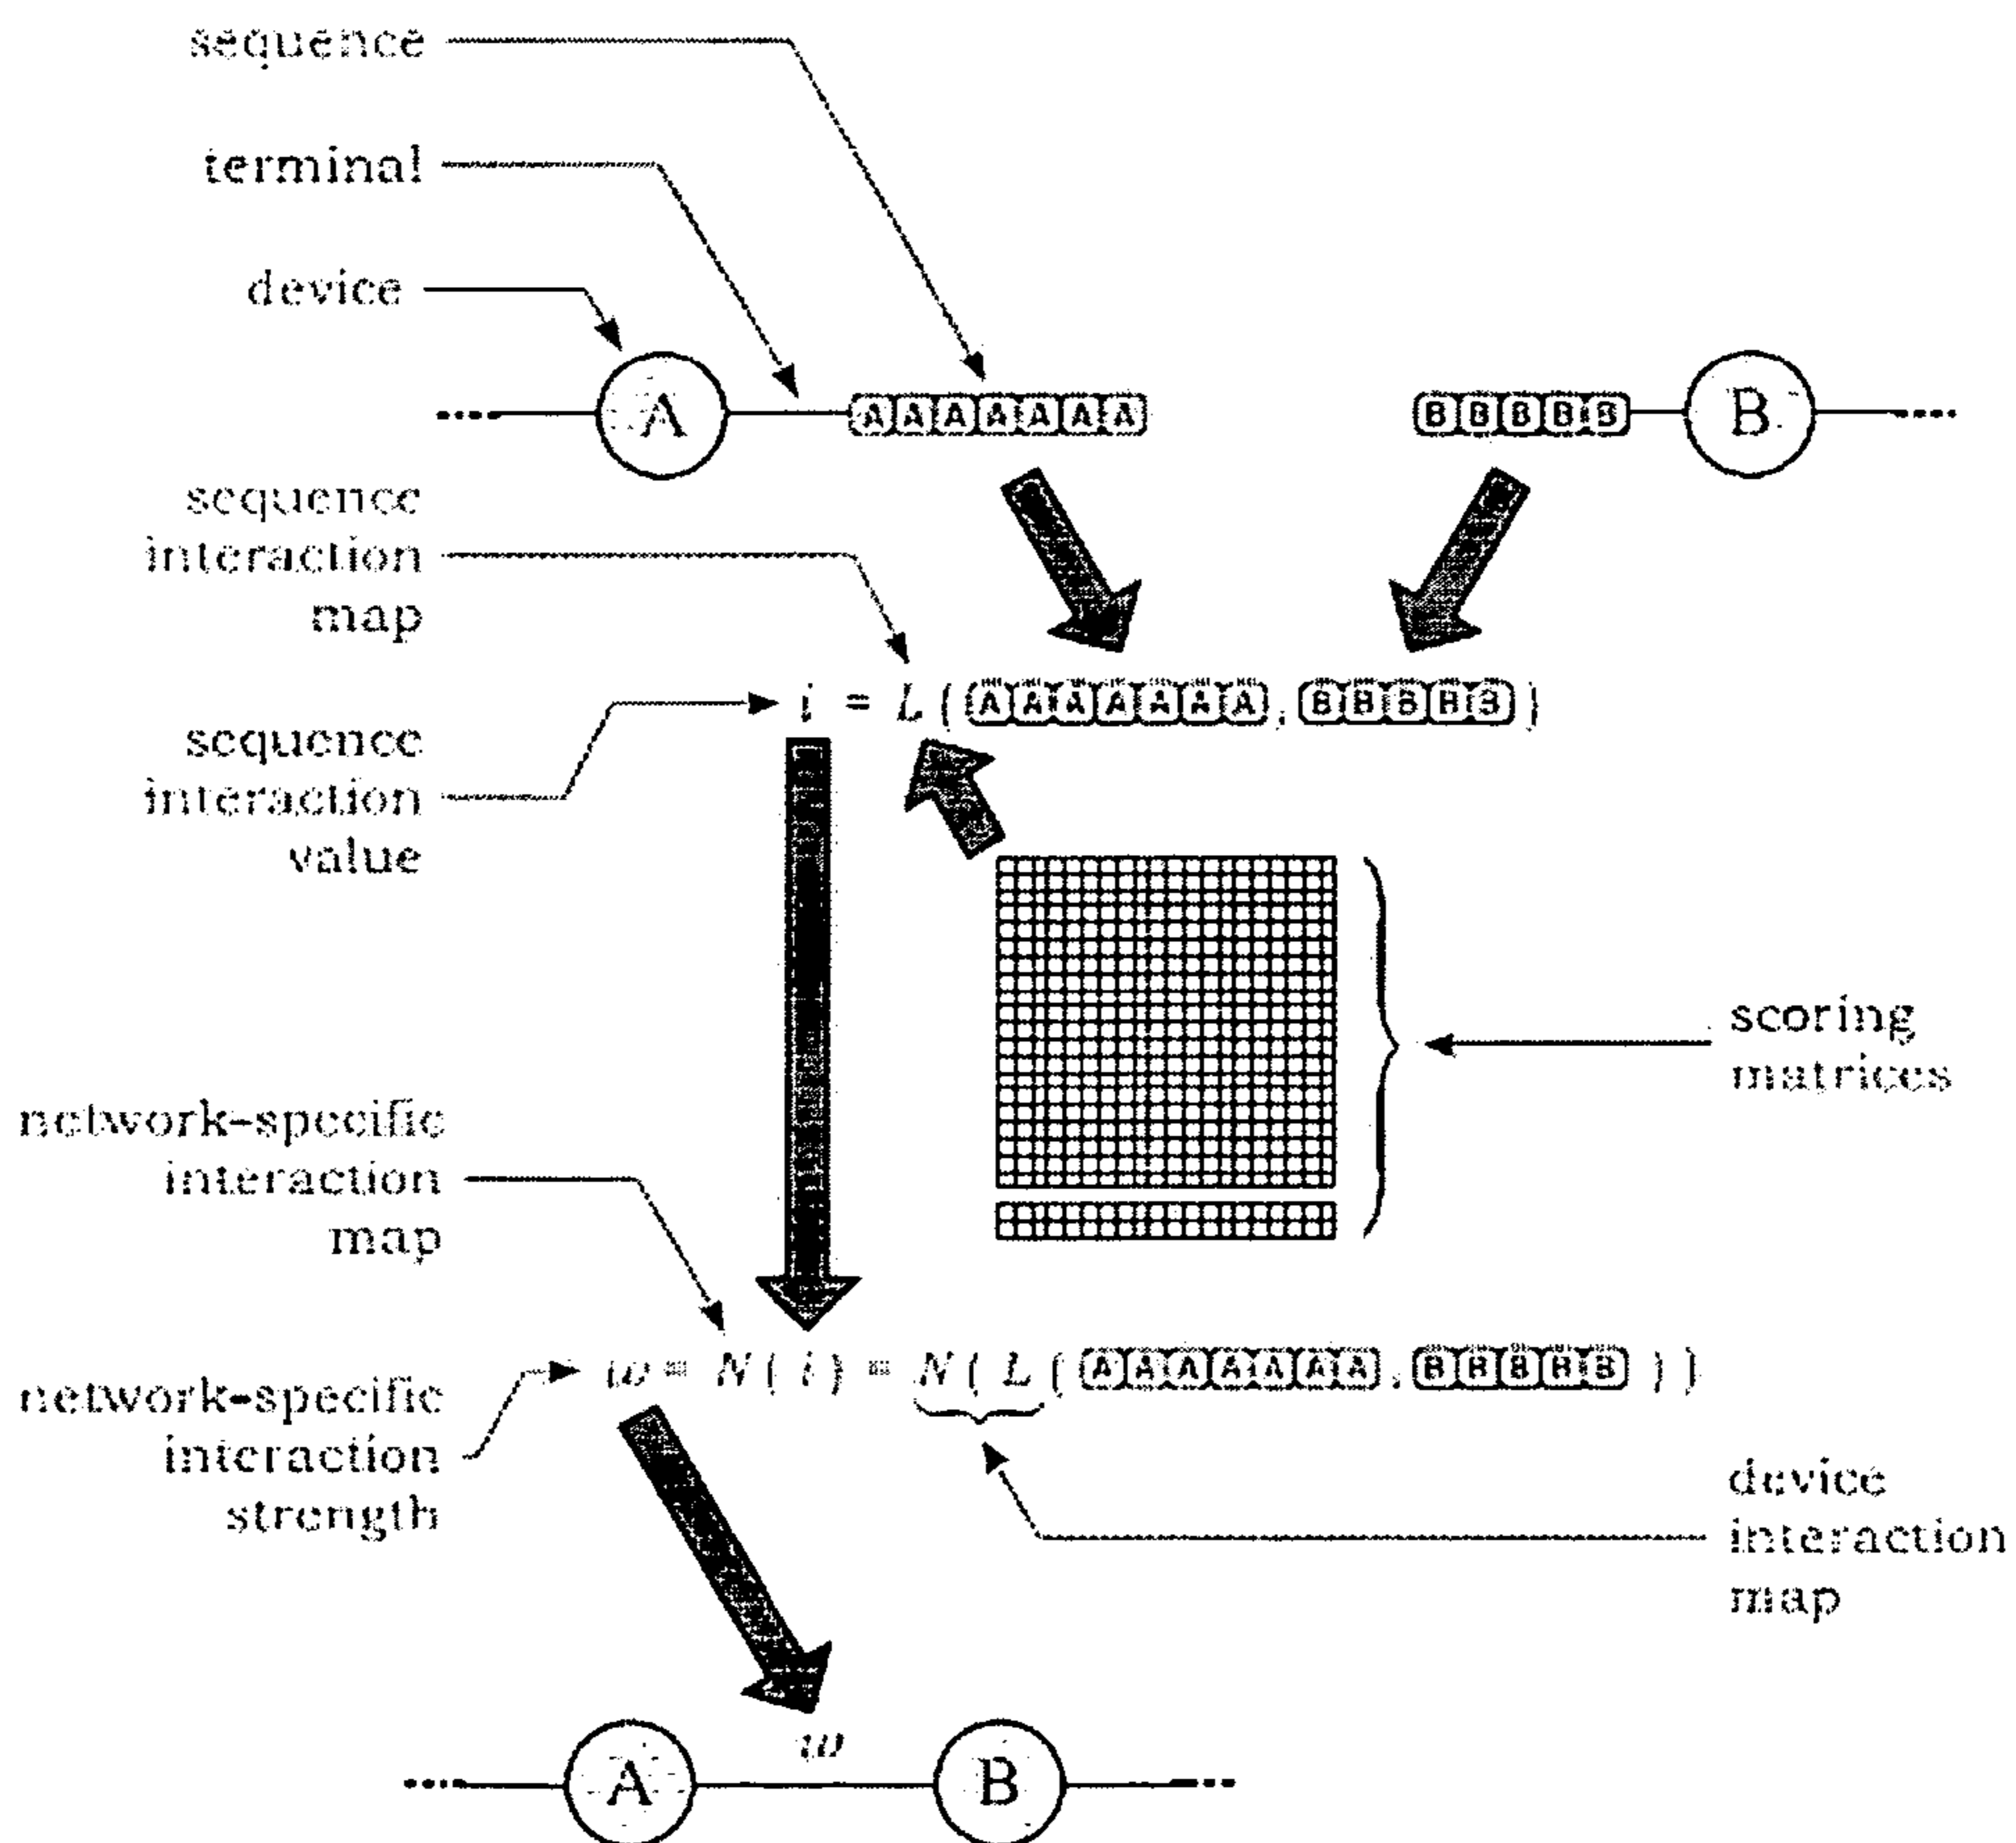 sequence
terminal
device
A AAAAAAA BBBBB B
sequence
interaction
map
i = L ( AAAAAAA , BBBBB )
sequence
interaction
value
scoring
matrices
network-specific
interaction
map
w = N( i ) = N( L ( AAAAAAA , BBBBB ) )
network-specific
interaction
strength
device
interaction
map
w
A B